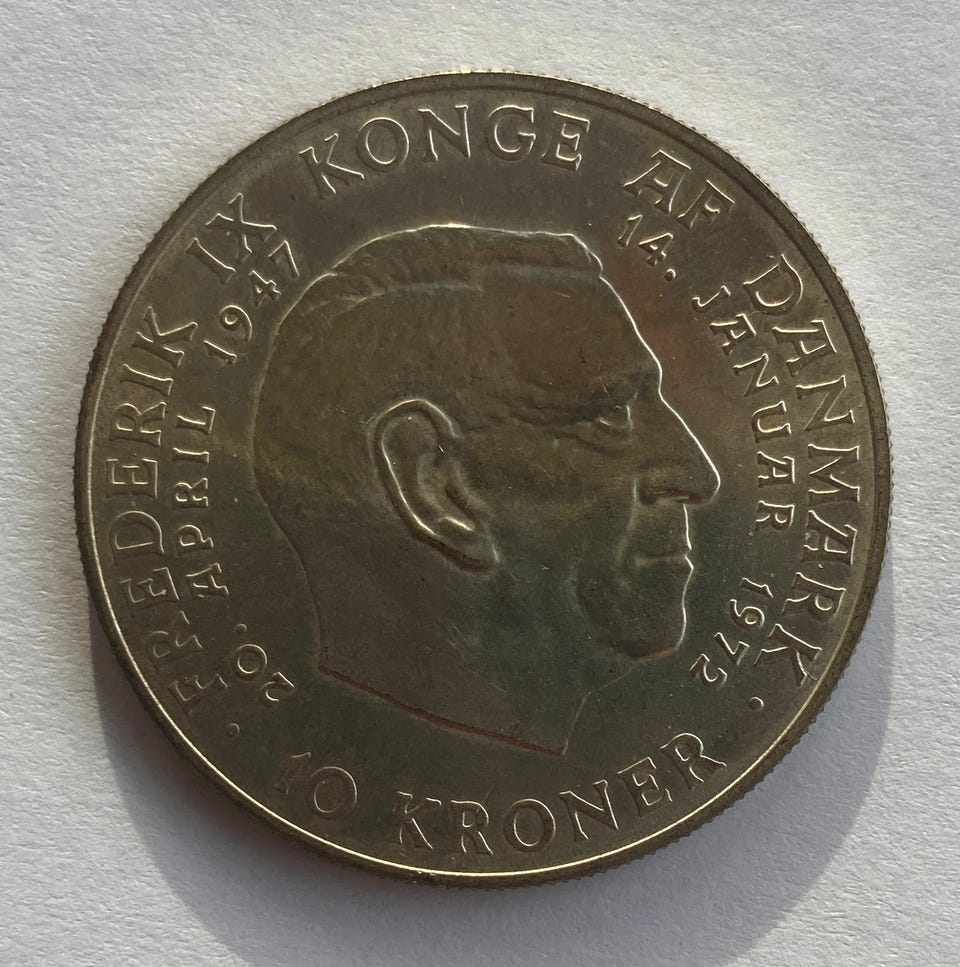 · FREDERIK IX KONGE AF DANMARK ·
20. APRIL 1947
14. JANUAR 1972
10 KRONER